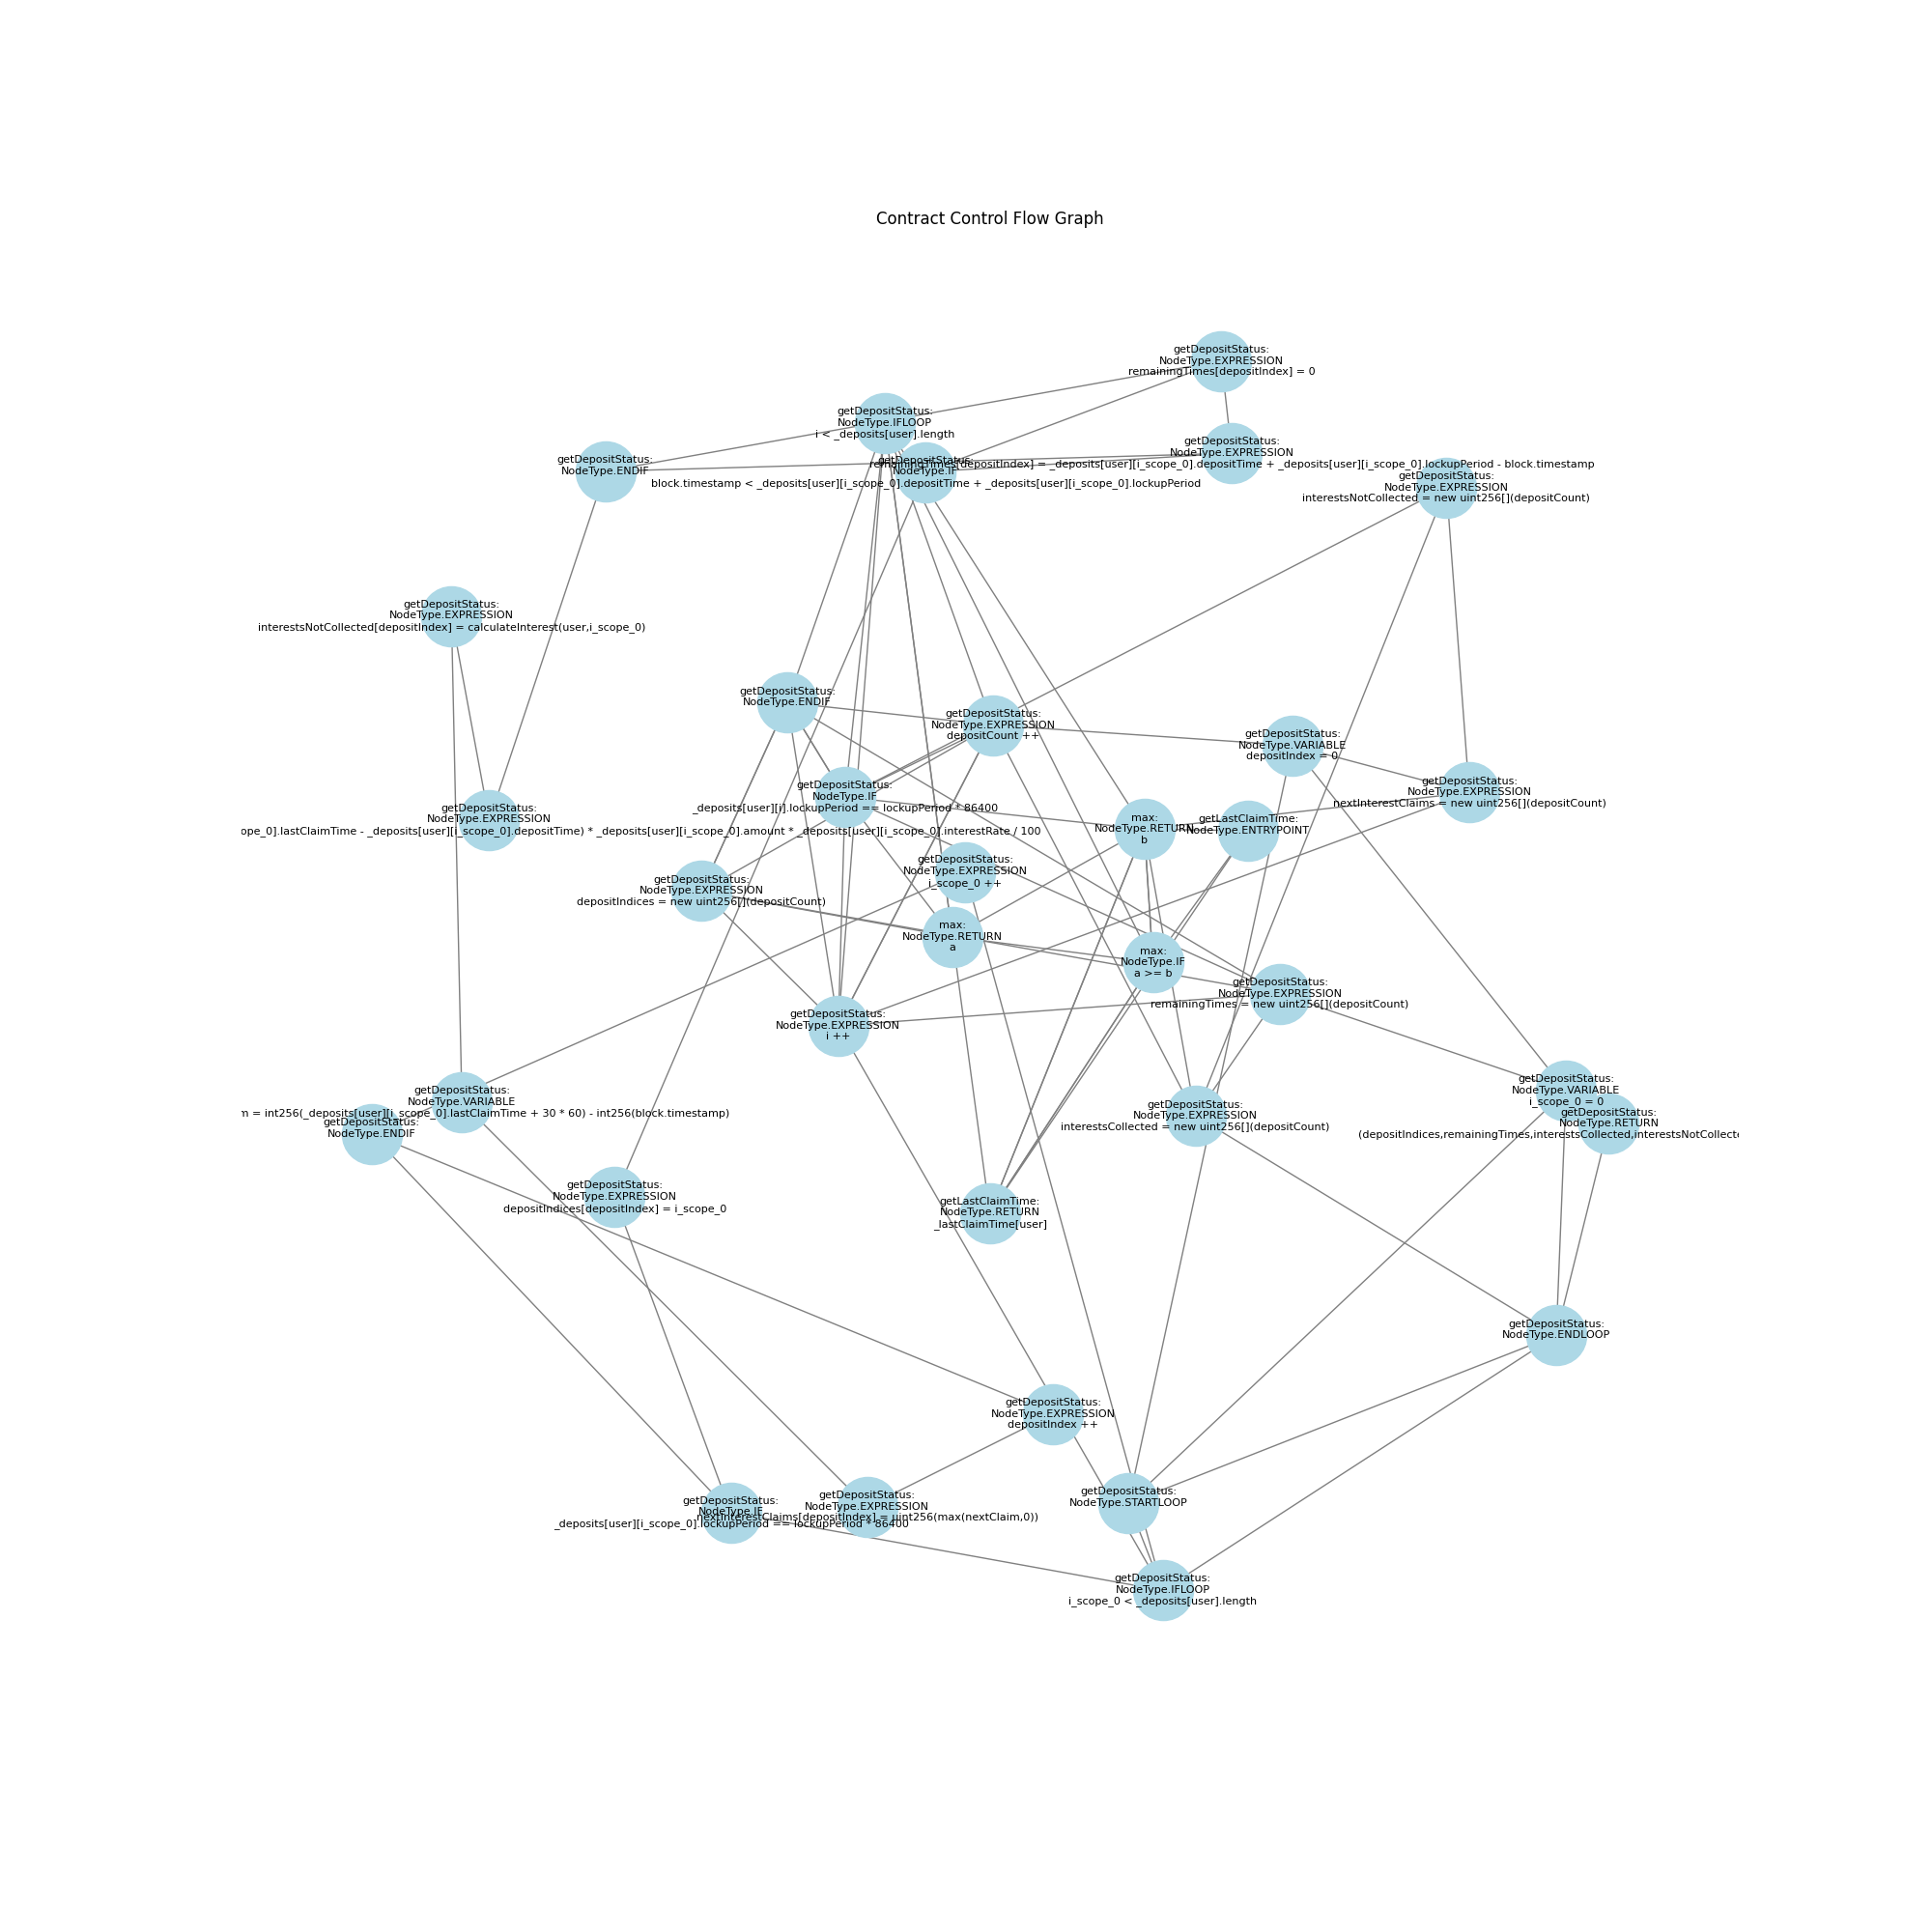 Contract Control Flow Graph
getDepositStatus:
NodeType.EXPRESSION
remainingTimes[depositIndex] = 0
getDepositStatus:
NodeType.IFLOOP
i < _deposits[user].length
getDepositStatus:
NodeType.EXPRESSION
remainingTimes[depositIndex] = _deposits[user][i_scope_0].depositTime + _deposits[user][i_scope_0].lockupPeriod - block.timestamp
getDepositStatus:
NodeType.ENDIF
getDepositStatus:
NodeType.IF
block.timestamp < _deposits[user][i_scope_0].depositTime + _deposits[user][i_scope_0].lockupPeriod
getDepositStatus:
NodeType.EXPRESSION
interestsNotCollected = new uint256[](depositCount)
getDepositStatus:
NodeType.EXPRESSION
interestsNotCollected[depositIndex] = calculateInterest(user,i_scope_0)
getDepositStatus:
NodeType.ENDIF
getDepositStatus:
NodeType.EXPRESSION
depositCount ++
getDepositStatus:
NodeType.VARIABLE
depositIndex = 0
getDepositStatus:
NodeType.IF
_deposits[user][i].lockupPeriod == lockupPeriod * 86400
getDepositStatus:
NodeType.EXPRESSION
nextInterestClaims = new uint256[](depositCount)
getDepositStatus:
NodeType.EXPRESSION
ope_0].lastClaimTime - _deposits[user][i_scope_0].depositTime) * _deposits[user][i_scope_0].amount * _deposits[user][i_scope_0].interestRate / 100
max:
NodeType.RETURN
b
getLastClaimTime:
NodeType.ENTRYPOINT
getDepositStatus:
NodeType.EXPRESSION
i_scope_0 ++
getDepositStatus:
NodeType.EXPRESSION
depositIndices = new uint256[](depositCount)
max:
NodeType.RETURN
a
max:
NodeType.IF
a >= b
getDepositStatus:
NodeType.EXPRESSION
remainingTimes = new uint256[](depositCount)
getDepositStatus:
NodeType.EXPRESSION
i ++
getDepositStatus:
NodeType.VARIABLE
i_scope_0 = 0
getDepositStatus:
NodeType.VARIABLE
= int256(_deposits[user][i_scope_0].lastClaimTime + 30 * 60) - int256(block.timestamp)
getDepositStatus:
NodeType.ENDIF
getDepositStatus:
NodeType.EXPRESSION
interestsCollected = new uint256[](depositCount)
getDepositStatus:
NodeType.RETURN
(depositIndices,remainingTimes,interestsCollected,interestsNotCollecte
getDepositStatus:
NodeType.EXPRESSION
depositIndices[depositIndex] = i_scope_0
getLastClaimTime:
NodeType.RETURN
_lastClaimTime[user]
getDepositStatus:
NodeType.ENDLOOP
getDepositStatus:
NodeType.EXPRESSION
depositIndex ++
getDepositStatus:
NodeType.STARTLOOP
getDepositStatus:
NodeType.EXPRESSION
nextInterestClaims[depositIndex] = uint256(max(nextClaim,0))
getDepositStatus:
NodeType.IF
_deposits[user][i_scope_0].lockupPeriod == lockupPeriod * 86400
getDepositStatus:
NodeType.IFLOOP
i_scope_0 < _deposits[user].length